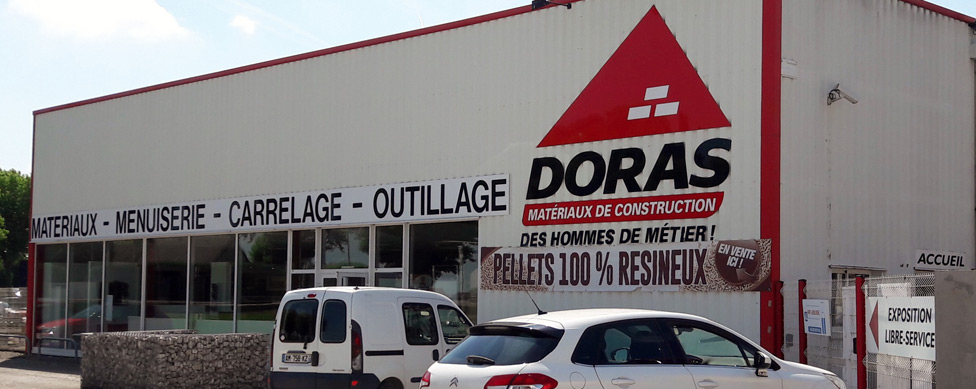 MATERIAUX - MENUISERIE - CARRELAGE - OUTILLAGE
DORAS
MATÉRIAUX DE CONSTRUCTION
DES HOMMES DE MÉTIER !
PELLETS 100 % RESINEUX
EN VENTE
ICI !
ACCUEIL
EXPOSITION
LIBRE-SERVICE